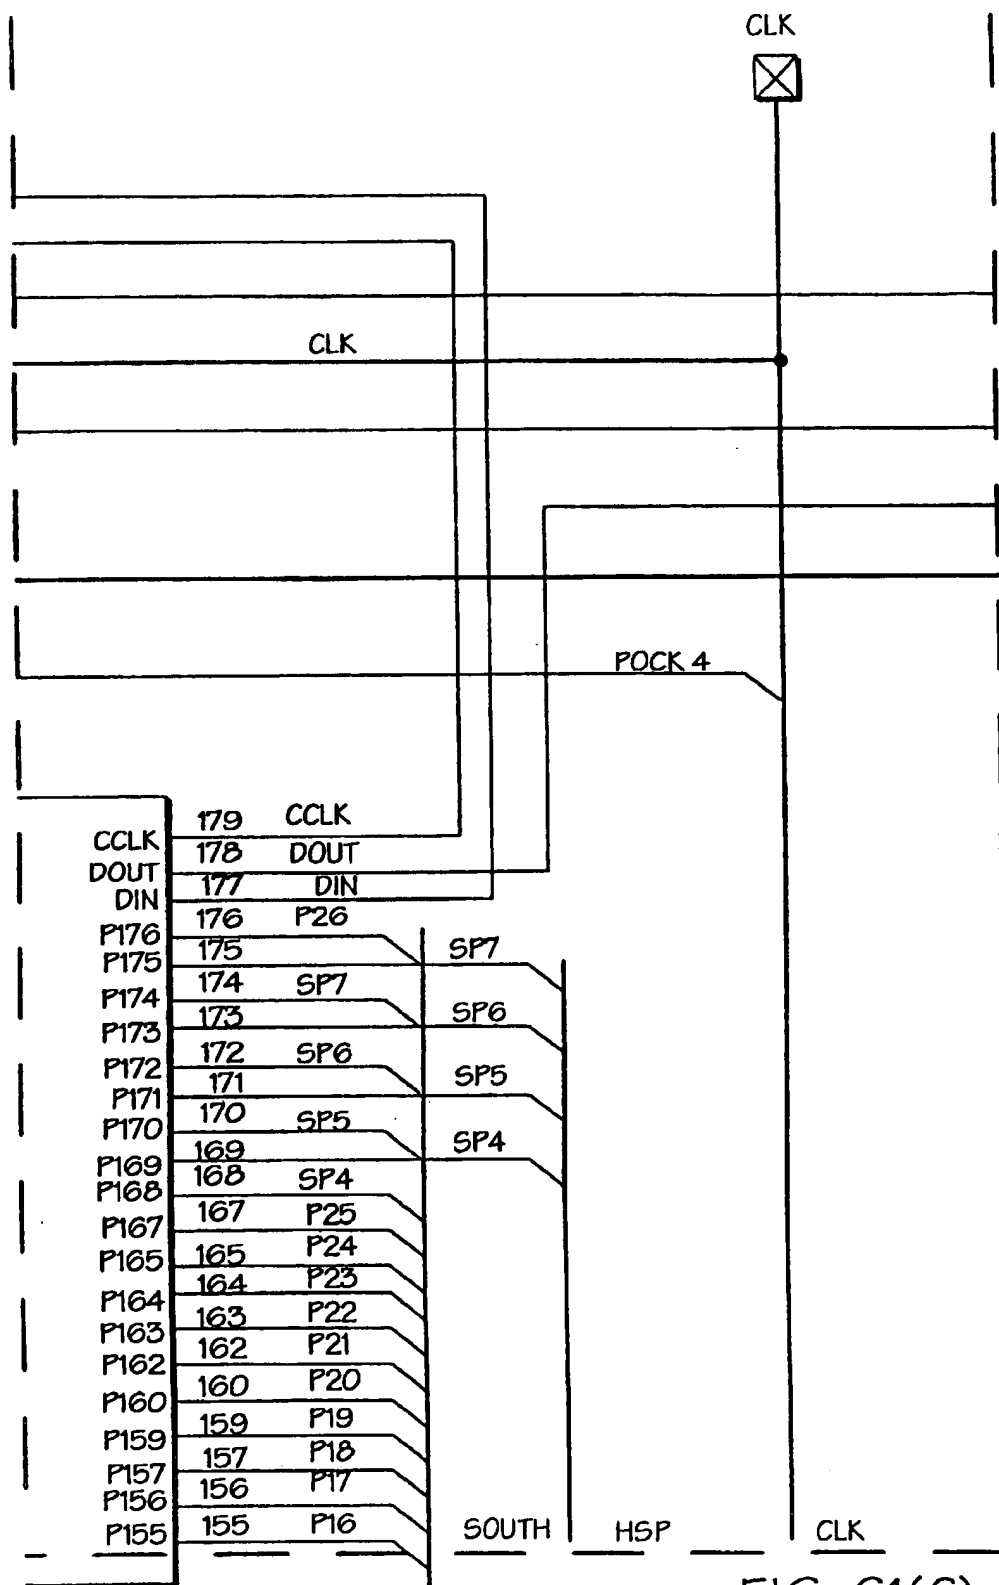 CLK
CLK
POCK 4
CCLK 179 CCLK
DOUT 178 DOUT
DIN 177 DIN
P176 176 P26
P175 175 SP7
P174 174 SP7
P173 173 SP6
P172 172 SP6
P171 171 SP5
P170 170 SP5
P169 169 SP4
P168 168 SP4
P167 167 P25
P165 165 P24
P164 164 P23
P163 163 P22
P162 162 P21
P160 160 P20
P159 159 P19
P157 157 P18
P156 156 P17
P155 155 P16
SOUTH HSP CLK